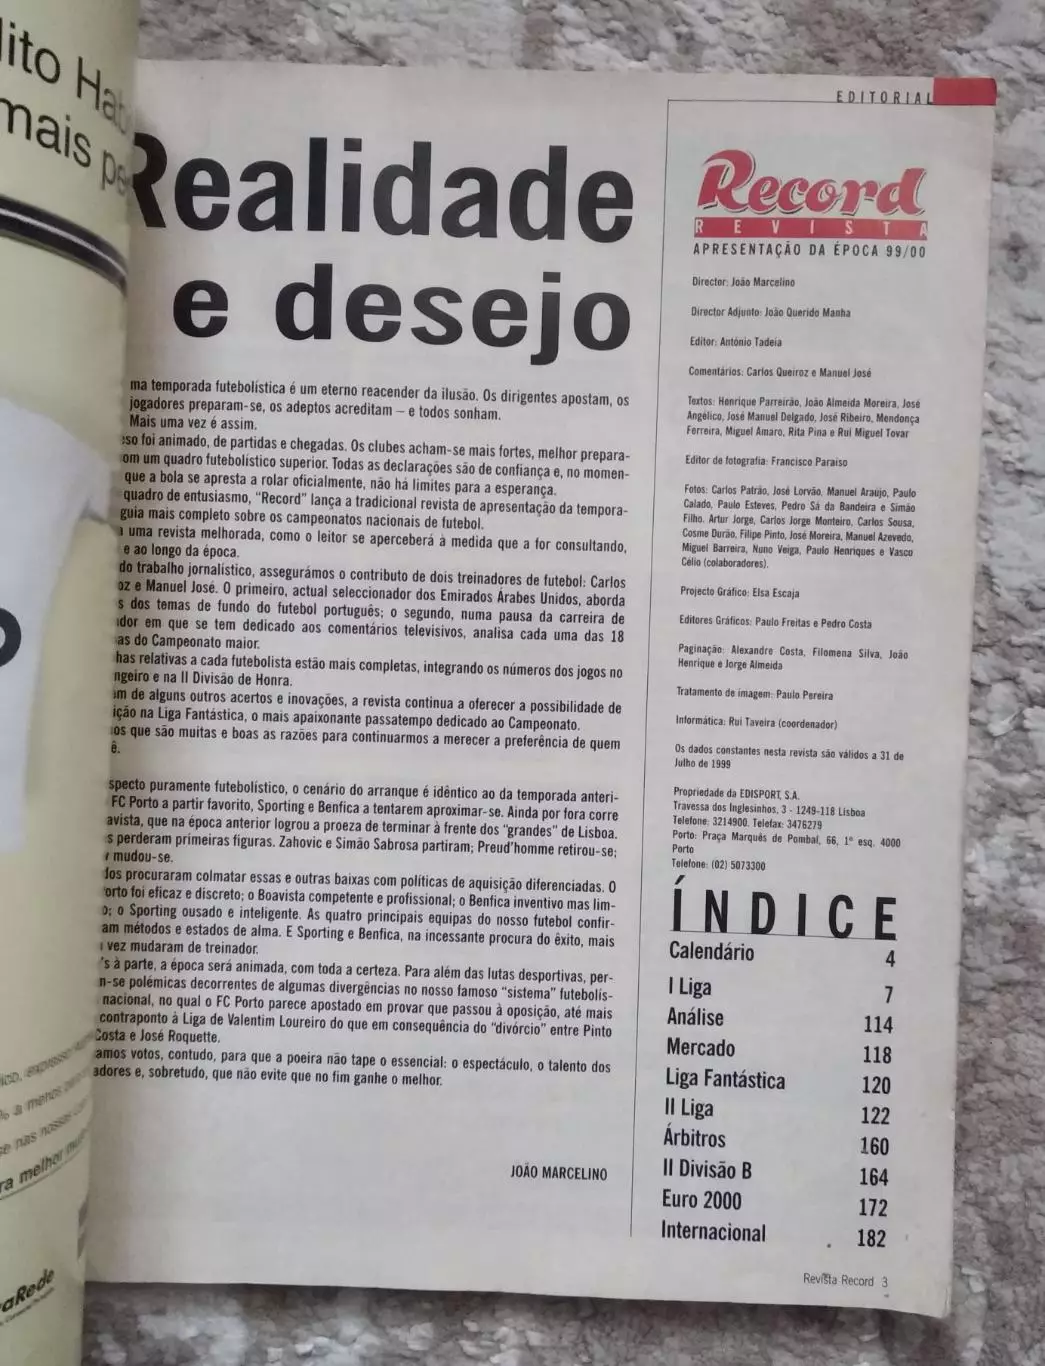 lito
mais
EDITORIAL
Realidade
e desejo
ma temporada futebolística é um eterno reacender da ilusão. Os dirigentes apostam, os
jogadores preparam-se, os adeptos acreditam – e todos sonham.
Mais uma vez é assim.
so foi animado, de partidas e chegadas. Os clubes acham-se mais fortes, melhor prepara-
om um quadro futebolístico superior. Todas as declarações são de confiança e, no momen-
que a bola se apresta a rolar oficialmente, não há limites para a esperança.
quadro de entusiasmo, "Record" lança a tradicional revista de apresentação da tempora-
guia mais completo sobre os campeonatos nacionais de futebol.
uma revista melhorada, como o leitor se aperceberá à medida que a for consultando,
e ao longo da época.
do trabalho jornalístico, assegurámos o contributo de dois treinadores de futebol: Carlos
oz e Manuel José. O primeiro, actual seleccionador dos Emirados Árabes Unidos, aborda
s dos temas de fundo do futebol português; o segundo, numa pausa da carreira de
dor em que se tem dedicado aos comentários televisivos, analisa cada uma das 18
as do Campeonato maior.
has relativas a cada futebolista estão mais completas, integrando os números dos jogos no
ngeiro e na II Divisão de Honra.
m de alguns outros acertos e inovações, a revista continua a oferecer a possibilidade de
ição na Liga Fantástica, o mais apaixonante passatempo dedicado ao Campeonato.
os que são muitas e boas as razões para continuarmos a merecer a preferência de quem
ê.
specto puramente futebolístico, o cenário do arranque é idêntico ao da temporada anteri-
FC Porto a partir favorito, Sporting e Benfica a tentarem aproximar-se. Ainda por fora corre
avista, que na época anterior logrou a proeza de terminar à frente dos "grandes" de Lisboa.
s perderam primeiras figuras. Zahovic e Simão Sabrosa partiram; Preud'homme retirou-se;
mudou-se.
dos procuraram colmatar essas e outras baixas com políticas de aquisição diferenciadas. O
orto foi eficaz e discreto; o Boavista competente e profissional; o Benfica inventivo mas lim-
o; o Sporting ousado e inteligente. As quatro principais equipas do nosso futebol confir-
am métodos e estados de alma. E Sporting e Benfica, na incessante procura do êxito, mais
vez mudaram de treinador.
's à parte, a época será animada, com toda a certeza. Para além das lutas desportivas, per-
n-se polémicas decorrentes de algumas divergências no nosso famoso "sistema" futebolís-
nacional, no qual o FC Porto parece apostado em provar que passou à oposição, até mais
contraponto à Liga de Valentim Loureiro do que em consequência do "divórcio" entre Pinto
Costa e José Roquette.
amos votos, contudo, para que a poeira não tape o essencial: o espectáculo, o talento dos
adores e, sobretudo, que não evite que no fim ganhe o melhor.
JOÃO MARCELINO
Record
REVISTA
APRESENTAÇÃO DA ÉPOCA 99/00
Director: João Marcelino
Director Adjunto: João Querido Manha
Editor: António Tadeia
Comentários: Carlos Queiroz e Manuel José
Textos: Henrique Parreirão, João Almeida Moreira, José
Angélico, José Manuel Delgado, José Ribeiro, Mendonça
Ferreira, Miguel Amaro, Rita Pina e Rui Miguel Tovar
Editor de fotografia: Francisco Paraíso
Fotos: Carlos Patrão, José Lorvão, Manuel Araújo, Paulo
Calado, Paulo Esteves, Pedro Sá da Bandeira e Simão
Filho. Artur Jorge, Carlos Jorge Monteiro, Carlos Sousa,
Cosme Durão, Filipe Pinto, José Moreira, Manuel Azevedo,
Miguel Barreira, Nuno Veiga, Paulo Henriques e Vasco
Célio (colaboradores).
Projecto Gráfico: Elsa Escaja
Editores Gráficos: Paulo Freitas e Pedro Costa
Paginação: Alexandre Costa, Filomena Silva, João
Henrique e Jorge Almeida
Tratamento de imagem: Paulo Pereira
Informática: Rui Taveira (coordenador)
Os dados constantes nesta revista são válidos a 31 de
Julho de 1999
Propriedade da EDISPORT, S.A.
Travessa dos Inglesinhos, 3 - 1249-118 Lisboa
Telefone: 3214900. Telefax: 3476279
Porto: Praça Marquês de Pombal, 66, 1º esq. 4000
Porto
Telefone: (02) 5073300
ÍNDICE
Calendário 4
I Liga 7
Análise 114
Mercado 118
Liga Fantástica 120
II Liga 122
Árbitros 160
II Divisão B 164
Euro 2000 172
Internacional 182
Revista Record 3